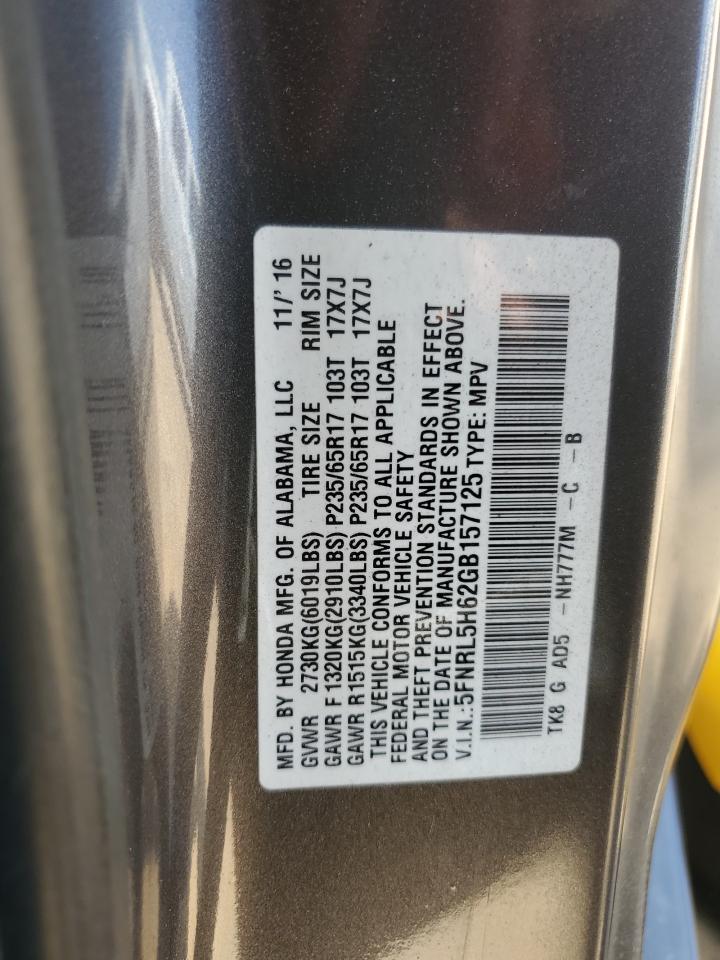 MFD. BY HONDA MFG. OF ALABAMA, LLC 11/' 16
GVWR 2730KG(6019LBS) TIRE SIZE RIM SIZE
GAWR F 1320KG(2910LBS) P235/65R17 103T 17X7J
GAWR R1515KG(3340LBS) P235/65R17 103T 17X7J
THIS VEHICLE CONFORMS TO ALL APPLICABLE
FEDERAL MOTOR VEHICLE SAFETY
AND THEFT PREVENTION STANDARDS IN EFFECT
ON THE DATE OF MANUFACTURE SHOWN ABOVE.
V.I.N.:5FNRL5H62GB157125 TYPE: MPV
TK8 G AD5 -NH777M -C -B